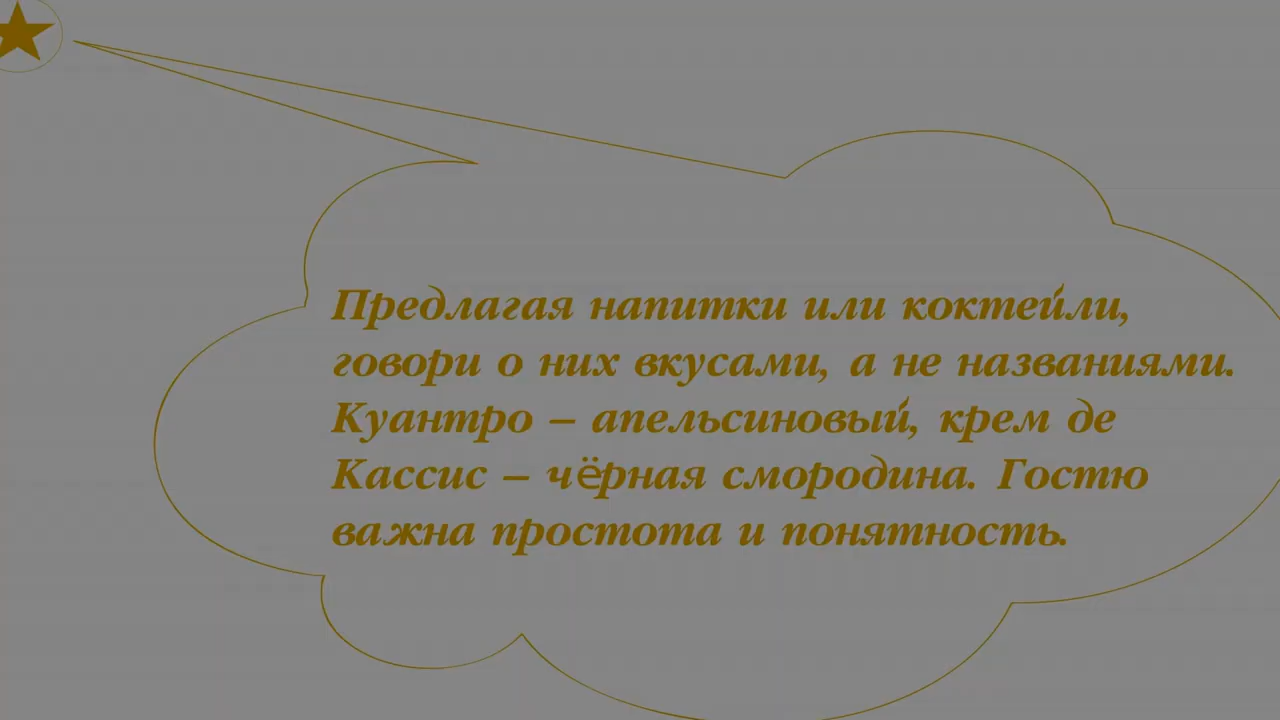 Предлагая напитки или коктейли,
говори о них вкусами, а не названиями.
Куантро – апельсиновый, крем де
Кассис – чёрная смородина. Гостю
важна простота и понятность.